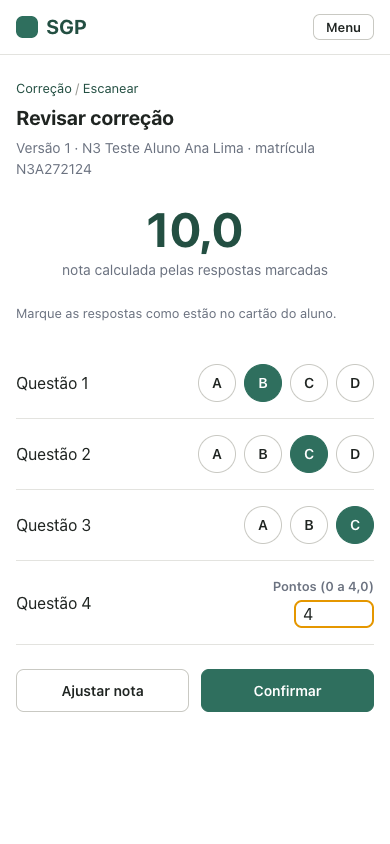 SGP
Menu
Correção / Escanear
Revisar correção
Versão 1 · N3 Teste Aluno Ana Lima · matrícula
N3A272124
10,0
nota calculada pelas respostas marcadas
Marque as respostas como estão no cartão do aluno.
Questão 1 A B C D
Questão 2 A B C D
Questão 3 A B C
Pontos (0 a 4,0)
Questão 4 4
Ajustar nota Confirmar